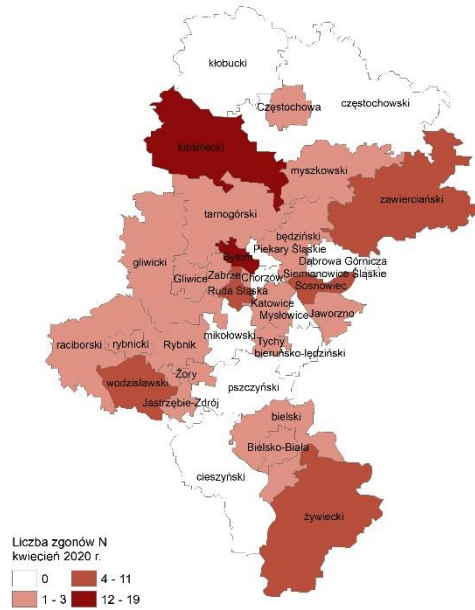 kłobucki
Częstochowa
częstochowski
lubliniecki
myszkowski
zawierciański
tarnogórski
będziński
Piekary Śląskie
Bytom
Dąbrowa Górnicza
gliwicki
Gliwice
Zabrze
Chorzów
Siemianowice Śląskie
Ruda Śląska
Sosnowiec
Katowice
Mysłowice
Jaworzno
raciborski
rybnicki
Rybnik
mikołowski
Tychy
bieruńsko-lędziński
Żory
wodzisławski
pszczyński
Jastrzębie-Zdrój
bielski
Bielsko-Biała
cieszyński
żywiecki
Liczba zgonów N
kwiecień 2020 r.
0
4 - 11
1 - 3
12 - 19